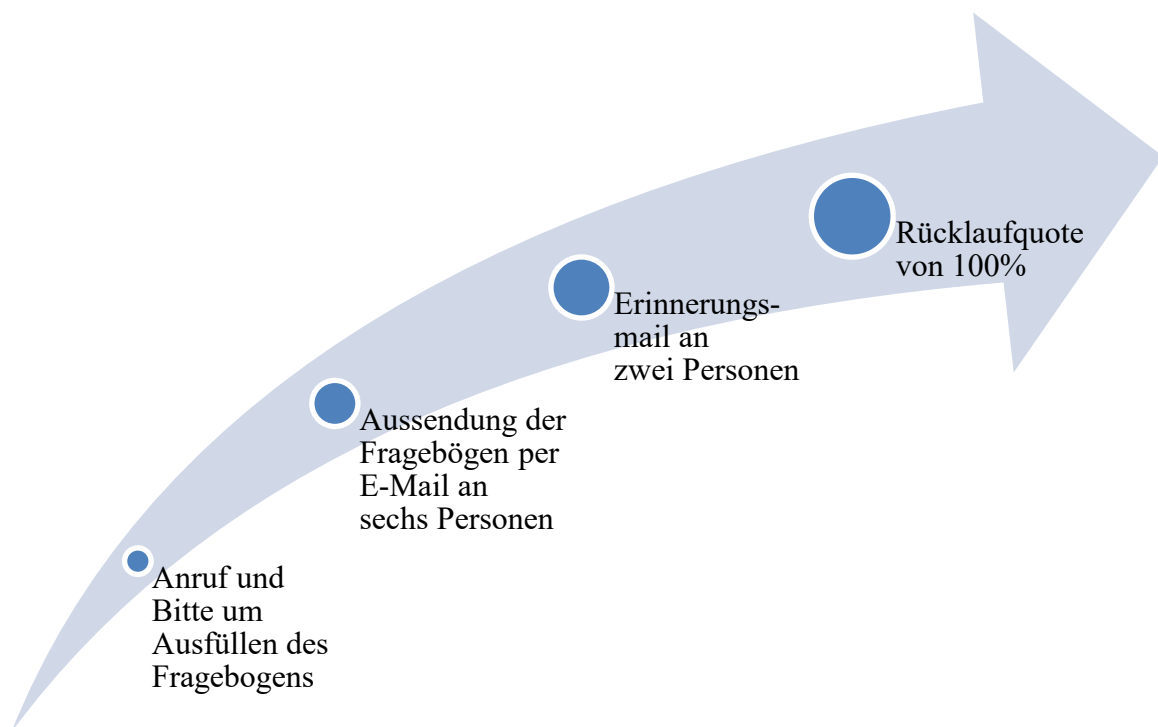 Anruf und
Bitte um
Ausfüllen des
Fragebogens
Aussendung der
Fragebögen per
E-Mail an
sechs Personen
Erinnerungs-
mail an
zwei Personen
Rücklaufquote
von 100%